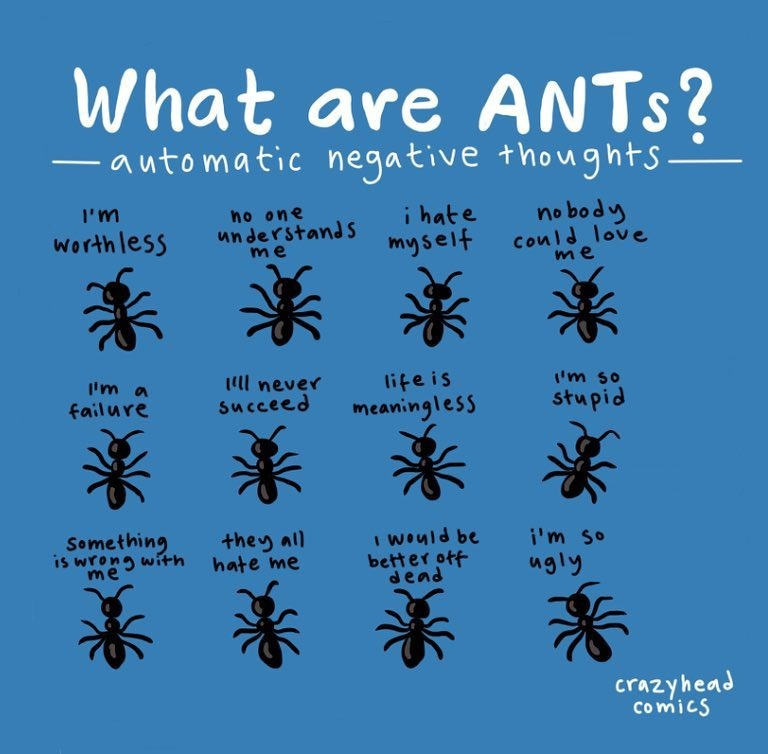 What are ANTs?
automatic negative thoughts
I'm
worthless
no one
understands
me
i hate
myself
nobody
could love
me
I'm a
failure
I'll never
succeed
life is
meaningless
I'm so
stupid
something
is wrong with
me
they all
hate me
I would be
better off
dead
i'm so
ugly
crazyhead
comics